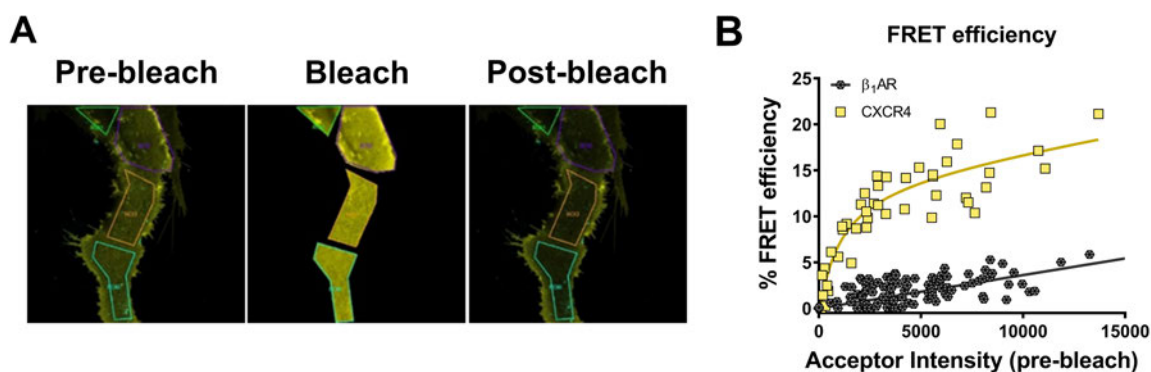 A
Pre-bleach
Bleach
Post-bleach
B
FRET efficiency
β₁AR
CXCR4
% FRET efficiency
25
20
15
10
5
0
0
5000
10000
15000
Acceptor Intensity (pre-bleach)